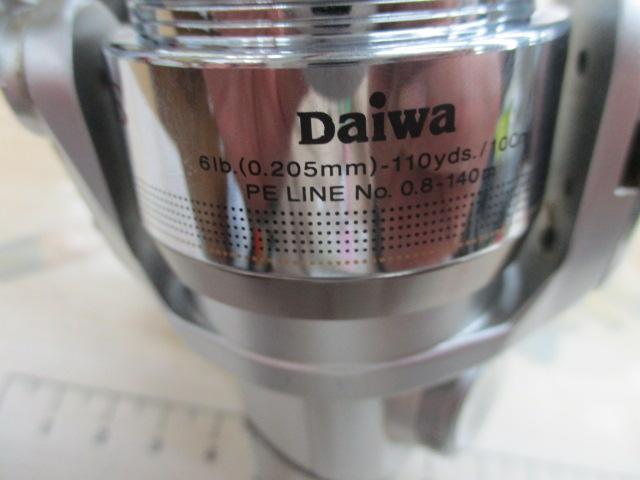 Daiwa
6lb.(0.205mm)-110yds./100m
PE LINE No. 0.8-140m